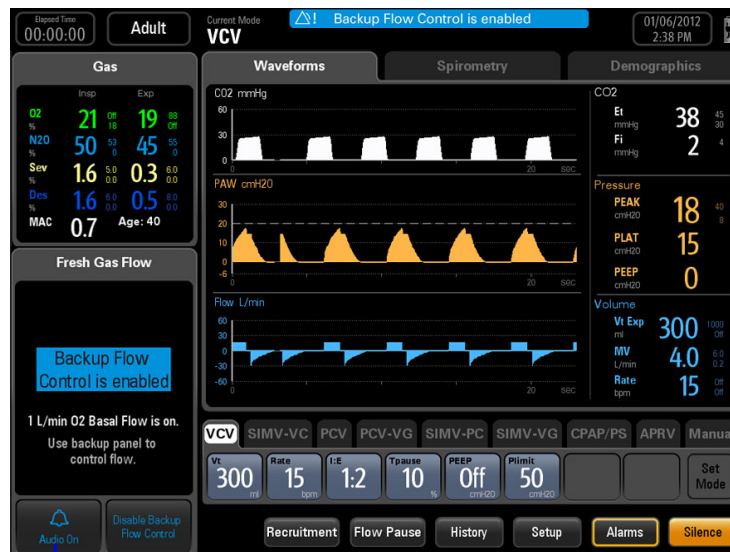 Elapsed Time
00:00:00
Adult
Current Mode
VCV
Backup Flow Control is enabled
01/06/2012
2:38 PM
Gas
Insp Exp
O2 % 21 Off 18 19 88 Off
N2O % 50 53 0 45 55 0
Sev % 1.6 5.0 0.0 0.3 6.0 0.0
Des % 1.6 6.0 0.0 0.5 8.0 0.0
MAC 0.7 Age: 40
Fresh Gas Flow
Backup Flow
Control is enabled
1 L/min O2 Basal Flow is on.
Use backup panel to
control flow.
Audio On
Disable Backup
Flow Control
Waveforms Spirometry Demographics
CO2 mmHg
60
30
0
0 20 sec
PAW cmH2O
30
20
10
0
-6
0 20 sec
Flow L/min
60
30
0
-30
-60
0 20 sec
CO2
Et mmHg 38 45 30
Fi mmHg 2 4
Pressure
PEAK cmH2O 18 40 8
PLAT cmH2O 15
PEEP cmH2O 0
Volume
Vt Exp ml 300 1000 Off
MV L/min 4.0 6.0 0.2
Rate bpm 15 Off Off
VCV SIMV-VC PCV PCV-VG SIMV-PC SIMV-VG CPAP/PS APRV Manua
Vt 300 ml
Rate 15 bpm
I:E 1:2
Tpause 10 %
PEEP Off cmH2O
Plimit 50 cmH2O
Set
Mode
Recruitment Flow Pause History Setup Alarms Silence